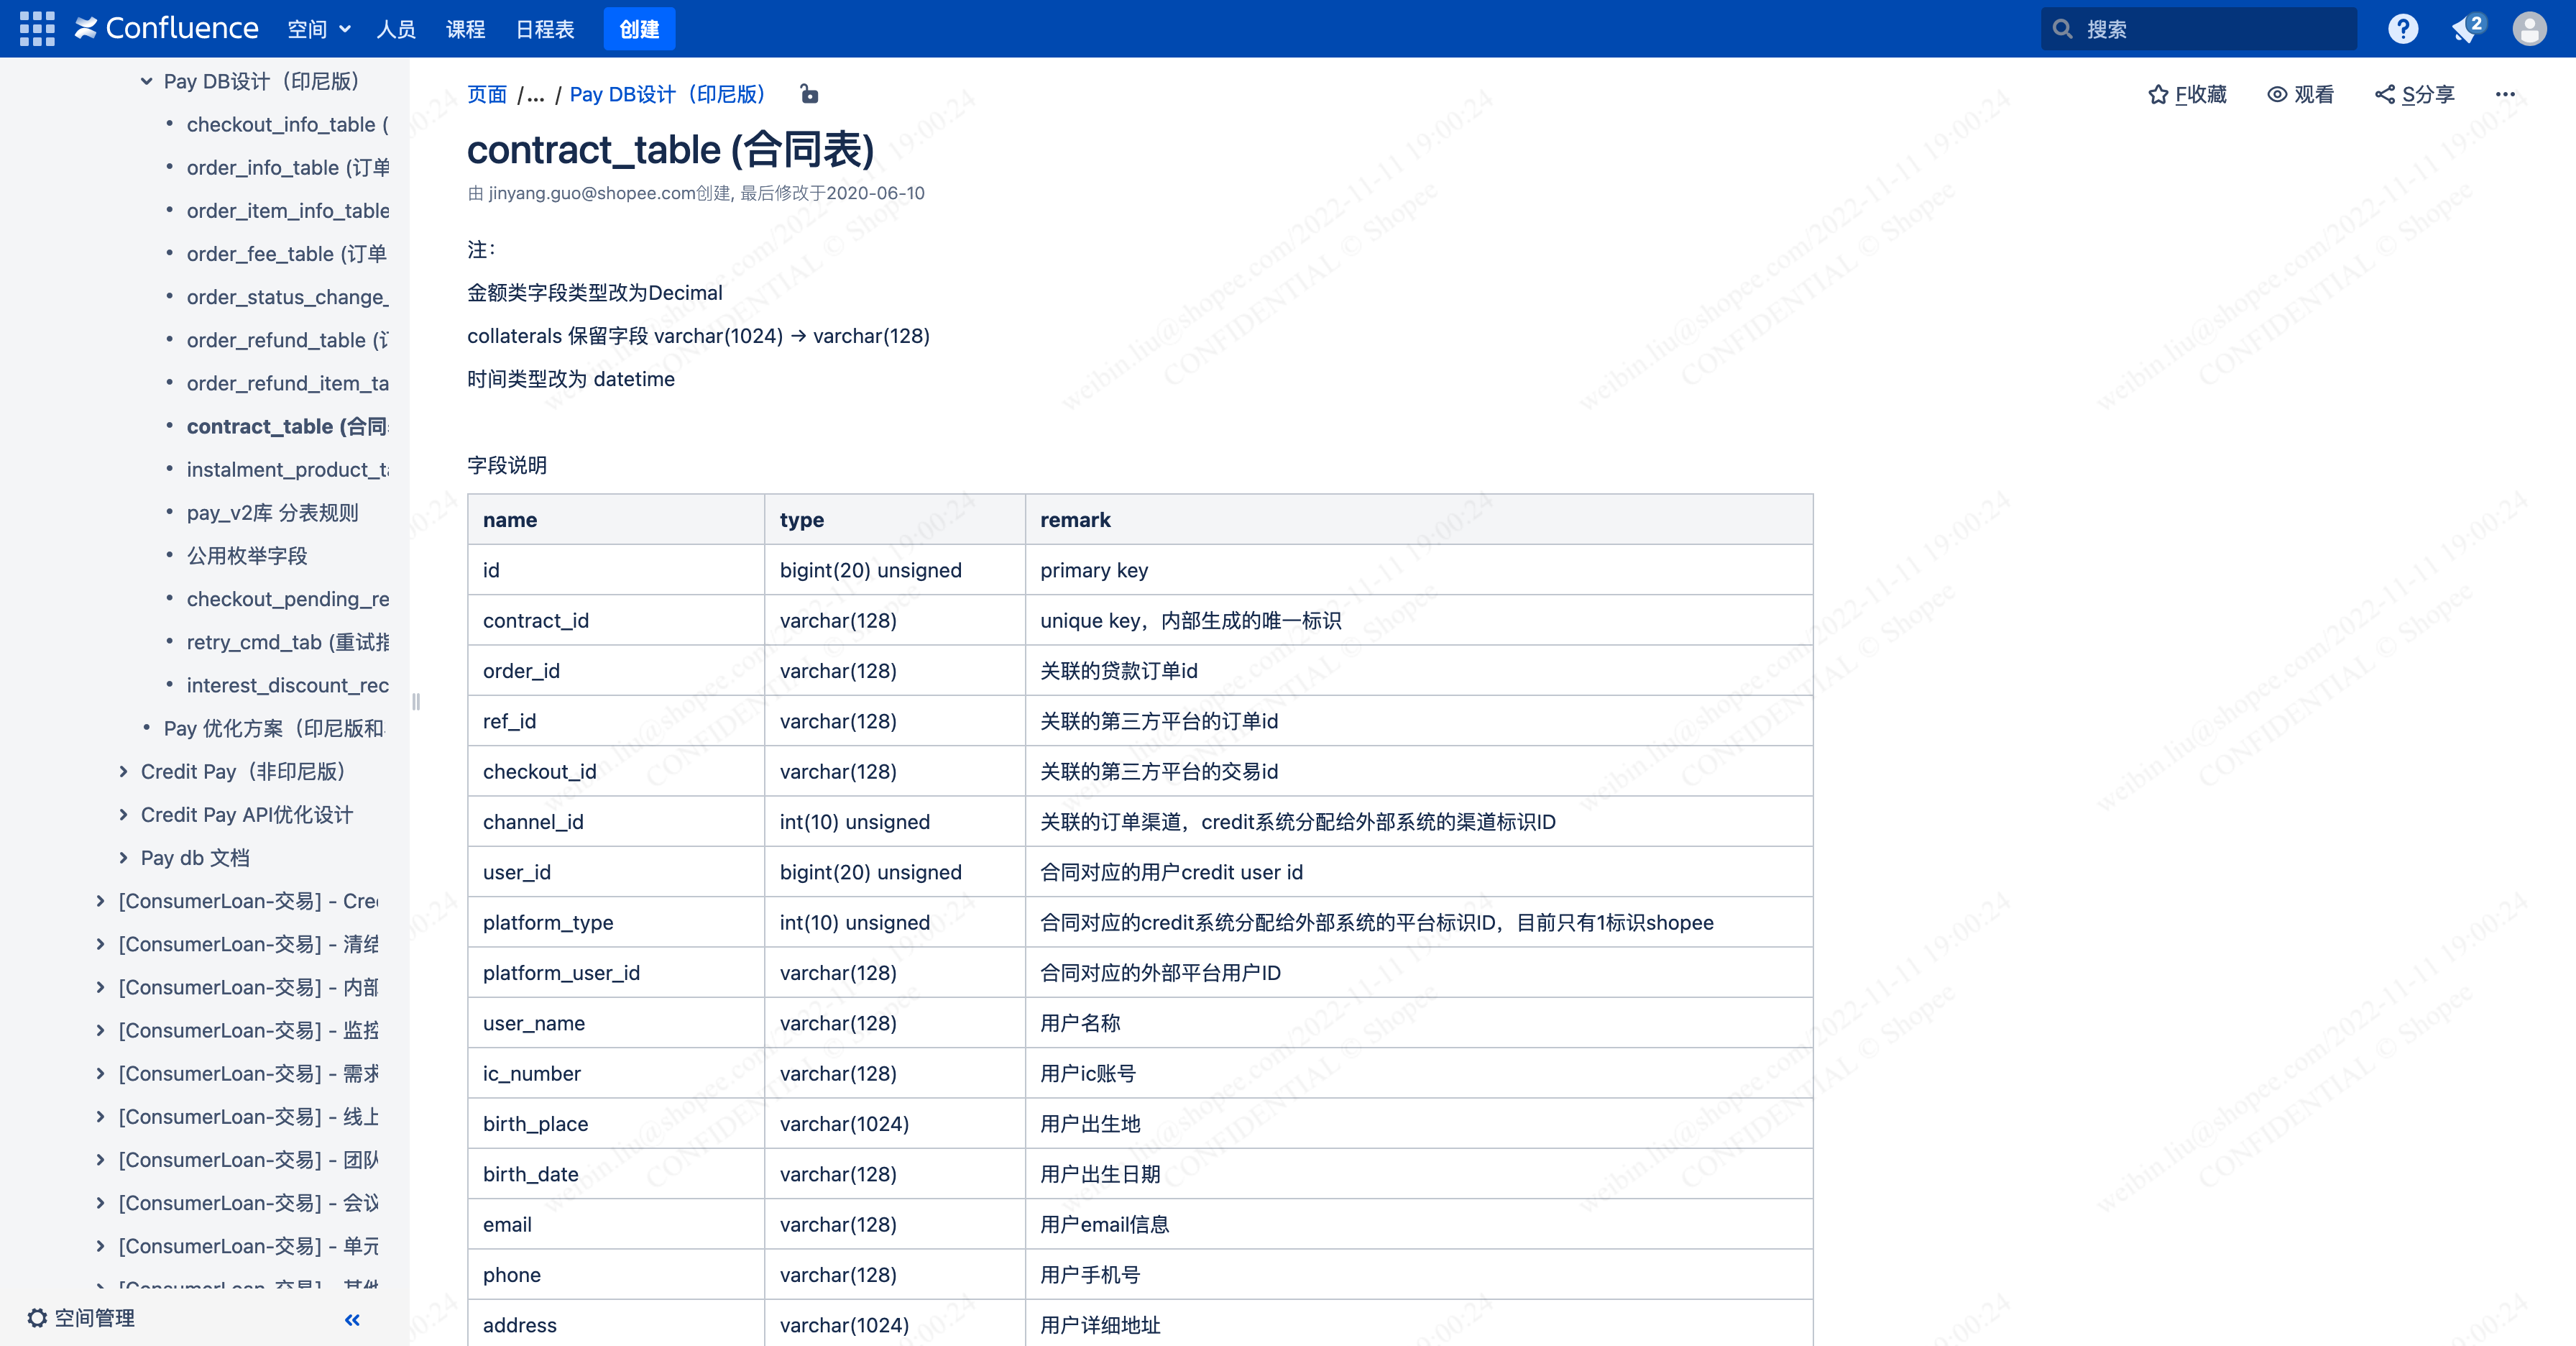 Confluence 空间 人员 课程 日程表 创建 搜索 2
Pay DB设计（印尼版）
checkout_info_table (
order_info_table (订单
order_item_info_table
order_fee_table (订单
order_status_change_
order_refund_table (订
order_refund_item_ta
contract_table (合同
instalment_product_ta
pay_v2库 分表规则
公用枚举字段
checkout_pending_re
retry_cmd_tab (重试指
interest_discount_rec
Pay 优化方案（印尼版和
Credit Pay（非印尼版）
Credit Pay API优化设计
Pay db 文档
[ConsumerLoan-交易] - Cre
[ConsumerLoan-交易] - 清结
[ConsumerLoan-交易] - 内部
[ConsumerLoan-交易] - 监控
[ConsumerLoan-交易] - 需求
[ConsumerLoan-交易] - 线上
[ConsumerLoan-交易] - 团队
[ConsumerLoan-交易] - 会议
[ConsumerLoan-交易] - 单元
[ConsumerLoan-交易] - 其他
空间管理
页面 /... / Pay DB设计（印尼版）
F收藏 观看 S分享
contract_table (合同表)
由 jinyang.guo@shopee.com创建, 最后修改于2020-06-10
注：
金额类字段类型改为Decimal
collaterals 保留字段 varchar(1024) → varchar(128)
时间类型改为 datetime
字段说明
name type remark
id bigint(20) unsigned primary key
contract_id varchar(128) unique key，内部生成的唯一标识
order_id varchar(128) 关联的贷款订单id
ref_id varchar(128) 关联的第三方平台的订单id
checkout_id varchar(128) 关联的第三方平台的交易id
channel_id int(10) unsigned 关联的订单渠道，credit系统分配给外部系统的渠道标识ID
user_id bigint(20) unsigned 合同对应的用户credit user id
platform_type int(10) unsigned 合同对应的credit系统分配给外部系统的平台标识ID，目前只有1标识shopee
platform_user_id varchar(128) 合同对应的外部平台用户ID
user_name varchar(128) 用户名称
ic_number varchar(128) 用户ic账号
birth_place varchar(1024) 用户出生地
birth_date varchar(128) 用户出生日期
email varchar(128) 用户email信息
phone varchar(128) 用户手机号
address varchar(1024) 用户详细地址
weibin.liu@shopee.com/2022-11-11 19:00:24
CONFIDENTIAL © Shopee